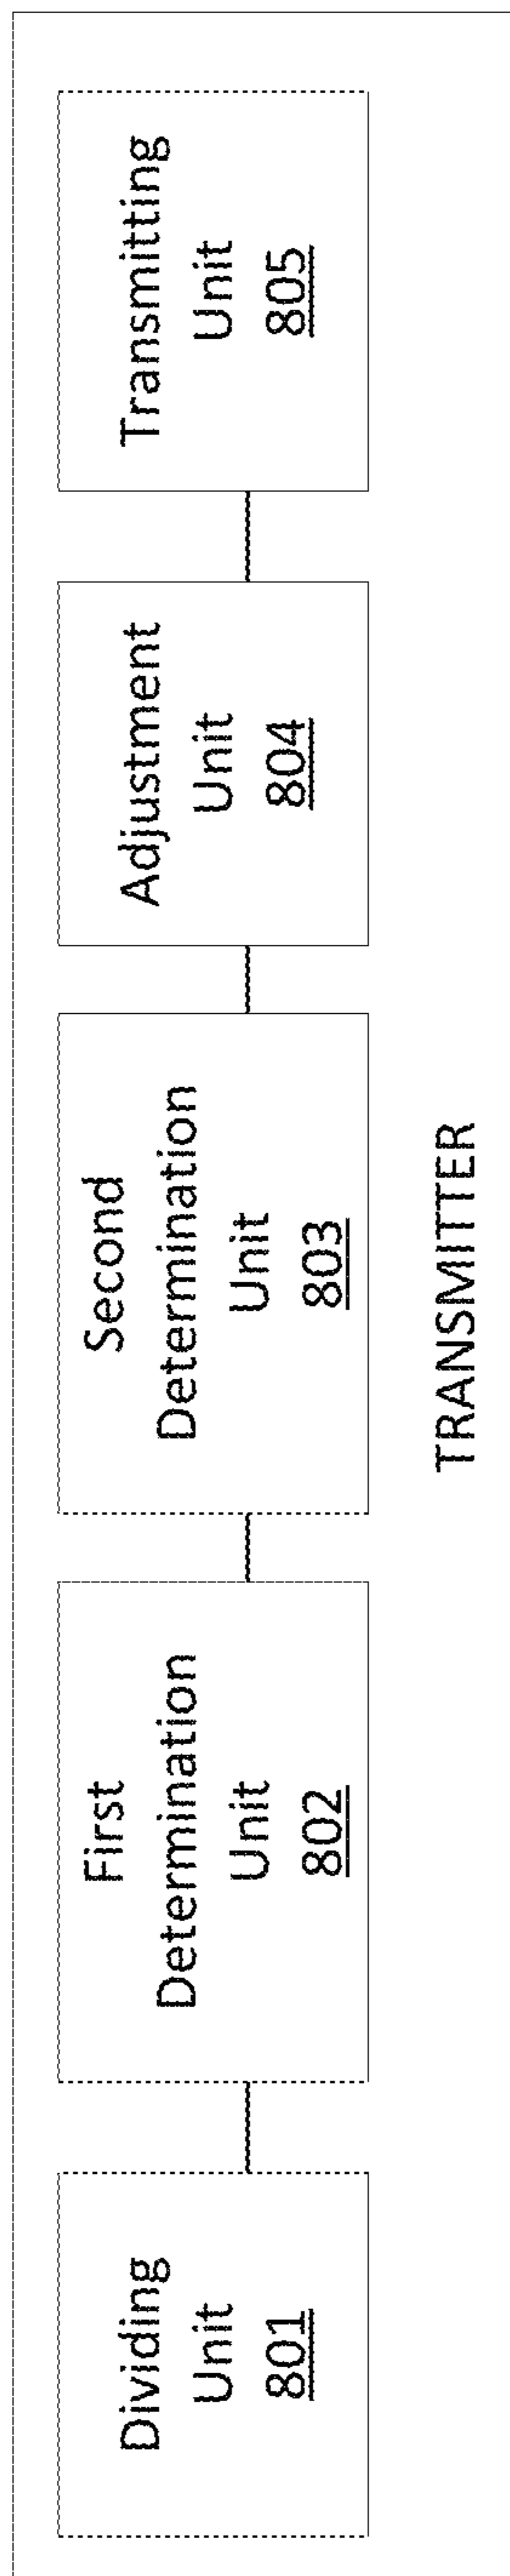 Dividing
Unit
801
First
Determination
Unit
802
Second
Determination
Unit
803
Adjustment
Unit
804
Transmitting
Unit
805
TRANSMITTER